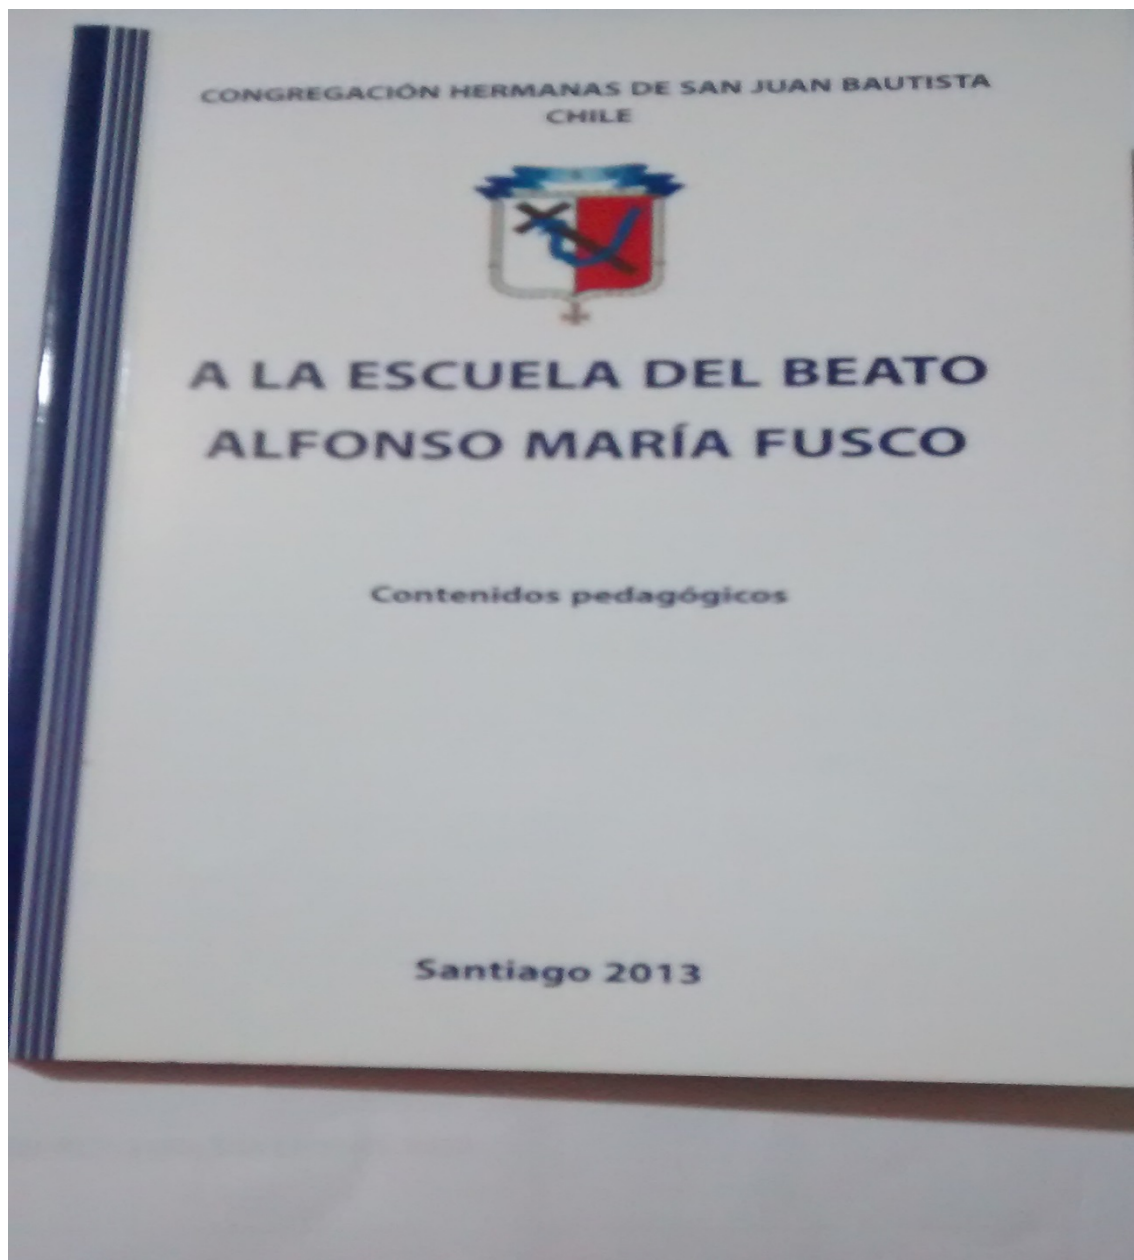 CONGREGACIÓN HERMANAS DE SAN JUAN BAUTISTA
CHILE
A LA ESCUELA DEL BEATO
ALFONSO MARÍA FUSCO
Contenidos pedagógicos
Santiago 2013